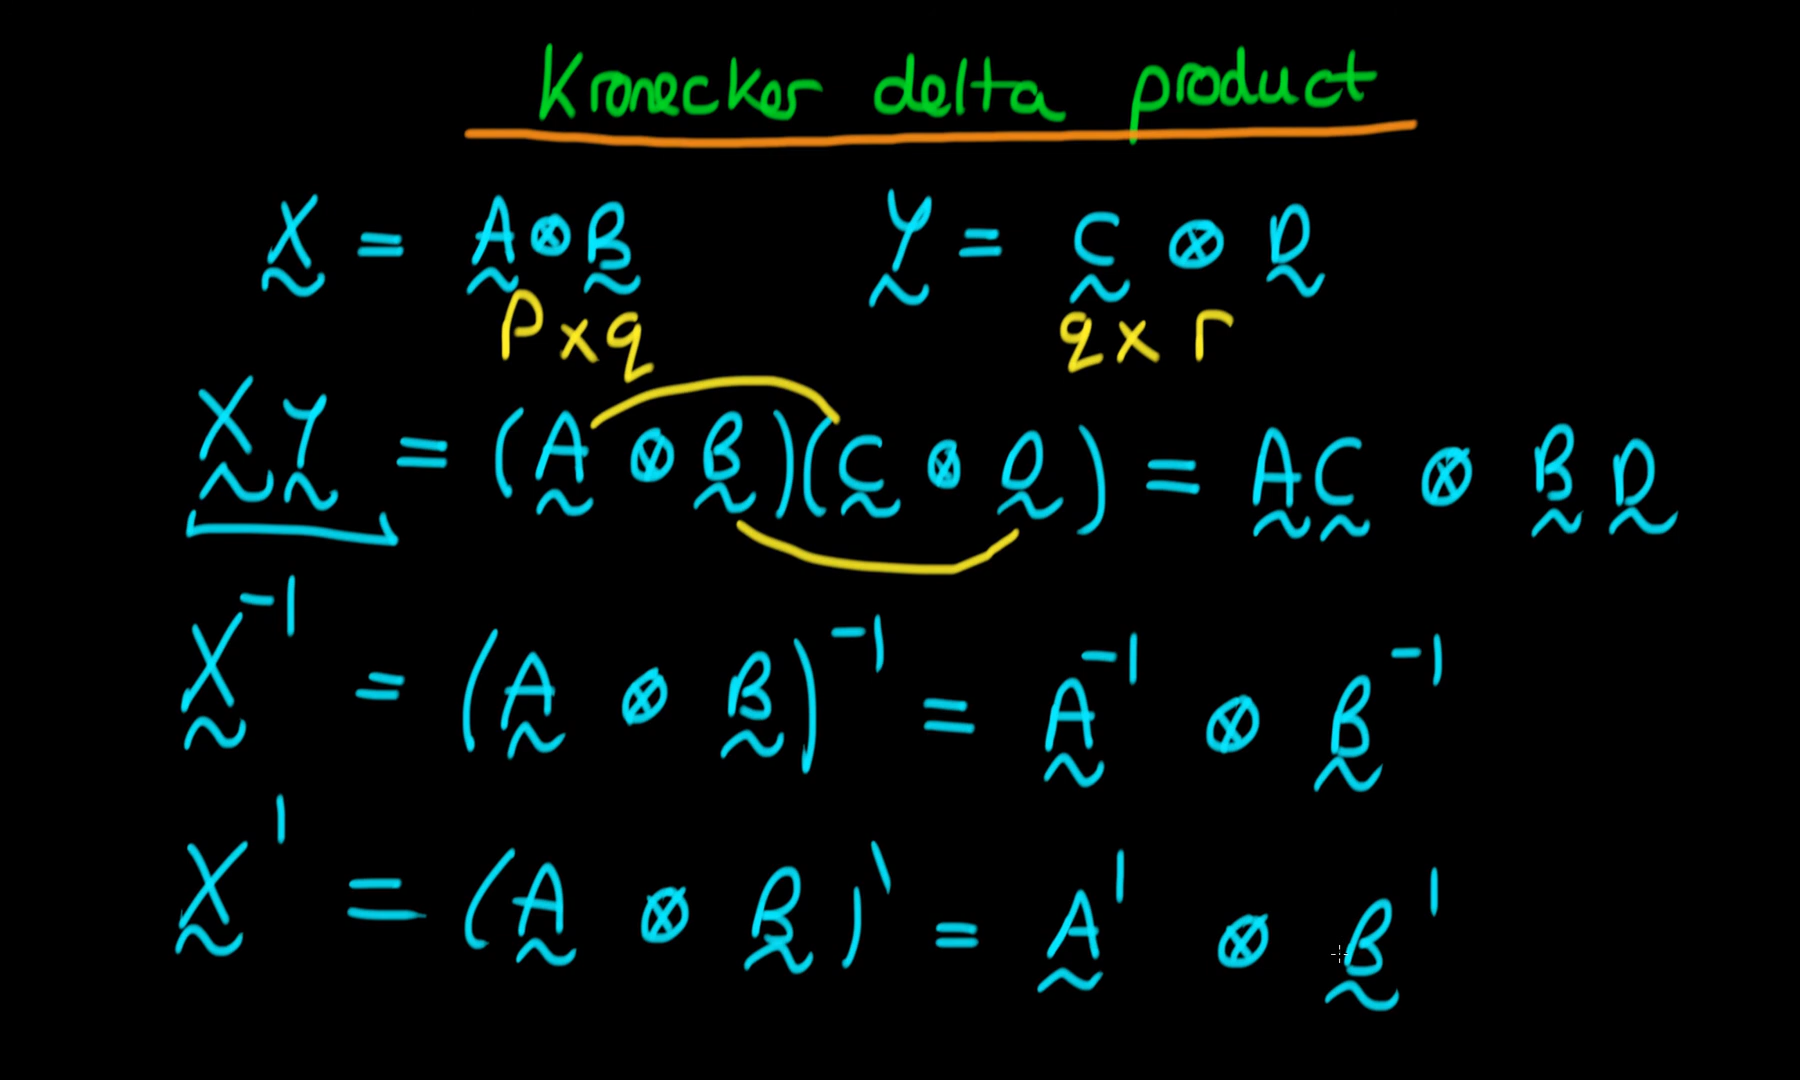 Kronecker delta product
X = A⊗B Y = C ⊗ D
p x q q x r
XY = (A ⊗ B)(C ⊗ D) = AC ⊗ BD
X⁻¹ = (A ⊗ B)⁻¹ = A⁻¹ ⊗ B⁻¹
X' = (A ⊗ B)' = A' ⊗ B'